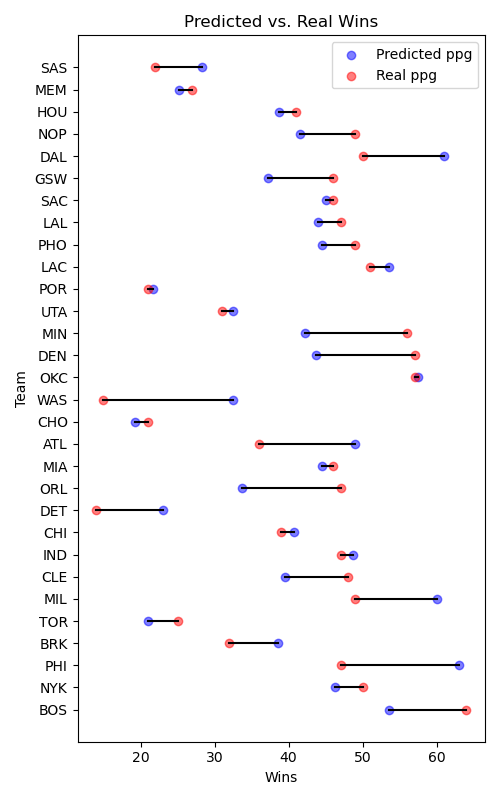 Predicted vs. Real Wins
Predicted ppg
Real ppg
SAS
MEM
HOU
NOP
DAL
GSW
SAC
LAL
PHO
LAC
POR
UTA
MIN
DEN
OKC
WAS
CHO
ATL
MIA
ORL
DET
CHI
IND
CLE
MIL
TOR
BRK
PHI
NYK
BOS
Team
20 30 40 50 60
Wins